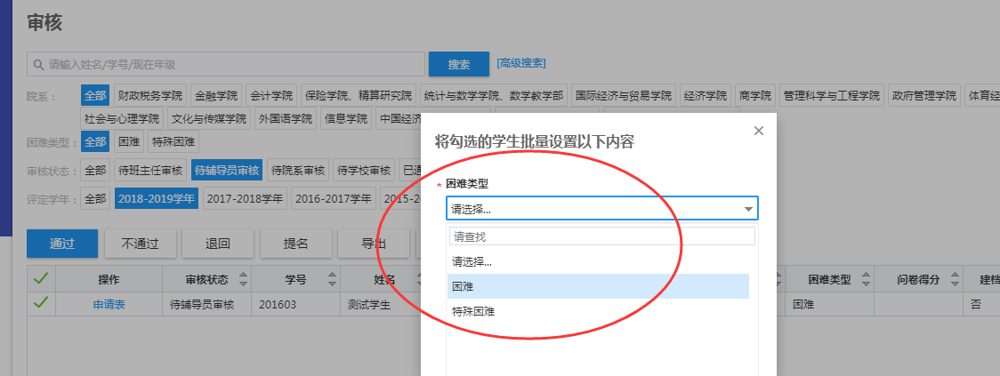 审核
请输入姓名/学号/现在年级 搜索 [高级搜索]
院系： 全部 财政税务学院 金融学院 会计学院 保险学院、精算研究院 统计与数学学院、数学教学部 国际经济与贸易学院 经济学院 商学院 管理科学与工程学院 政府管理学院 体育经
社会与心理学院 文化与传媒学院 外国语学院 信息学院 中国经济
困难类型： 全部 困难 特殊困难
审核状态： 全部 待班主任审核 待辅导员审核 待院系审核 待学校审核 已通
评定学年： 全部 2018-2019学年 2017-2018学年 2016-2017学年 2015-2
通过 不通过 退回 提名 导出
操作 审核状态 学号 姓名 困难类型 问卷得分 建档
申请表 待辅导员审核 201603 测试学生 困难 否
将勾选的学生批量设置以下内容
* 困难类型
请选择...
请查找
请选择...
困难
特殊困难